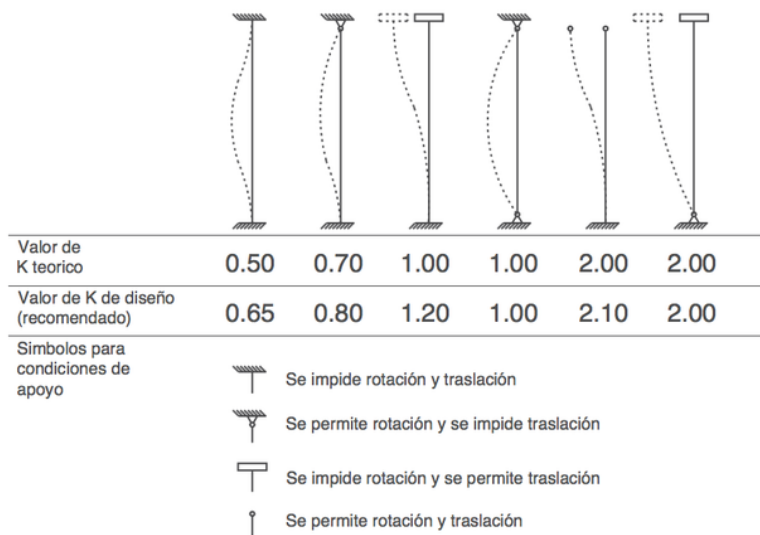 Valor de
K teorico
0.50 0.70 1.00 1.00 2.00 2.00
Valor de K de diseño
(recomendado)
0.65 0.80 1.20 1.00 2.10 2.00
Simbolos para
condiciones de
apoyo
Se impide rotación y traslación
Se permite rotación y se impide traslación
Se impide rotación y se permite traslación
Se permite rotación y traslación